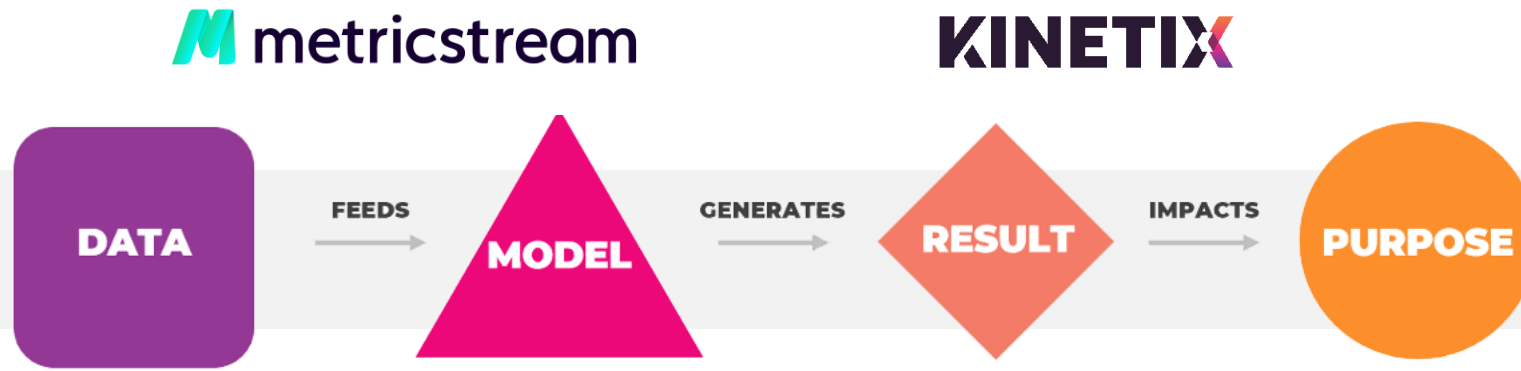 metricstream
KINETIX
DATA
FEEDS
MODEL
GENERATES
RESULT
IMPACTS
PURPOSE